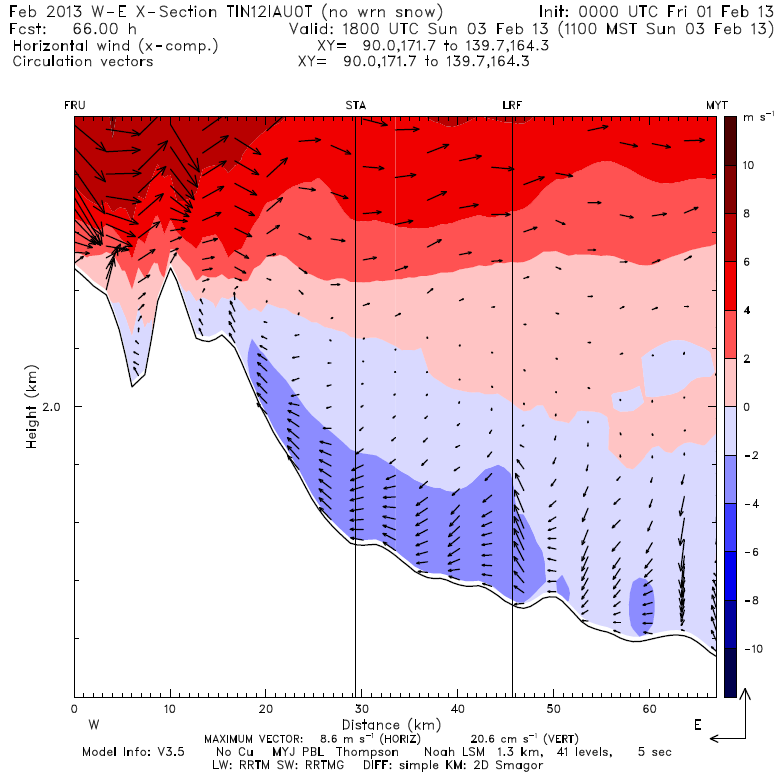 Feb 2013 W-E X-Section TIN12IAU0T (no wrn snow) Init: 0000 UTC Fri 01 Feb 13
Fcst: 66.00 h Valid: 1800 UTC Sun 03 Feb 13 (1100 MST Sun 03 Feb 13)
Horizontal wind (x-comp.) XY= 90.0,171.7 to 139.7,164.3
Circulation vectors XY= 90.0,171.7 to 139.7,164.3
FRU STA LRF MYT
m s⁻¹
10
8
6
4
2
0
-2
-4
-6
-8
-10
Height (km)
2.0
0 10 20 30 40 50 60
W Distance (km) E
MAXIMUM VECTOR: 8.6 m s⁻¹ (HORIZ) 20.6 cm s⁻¹ (VERT)
Model Info: V3.5 No Cu MYJ PBL Thompson Noah LSM 1.3 km, 41 levels, 5 sec
LW: RRTM SW: RRTMG DIFF: simple KM: 2D Smagor